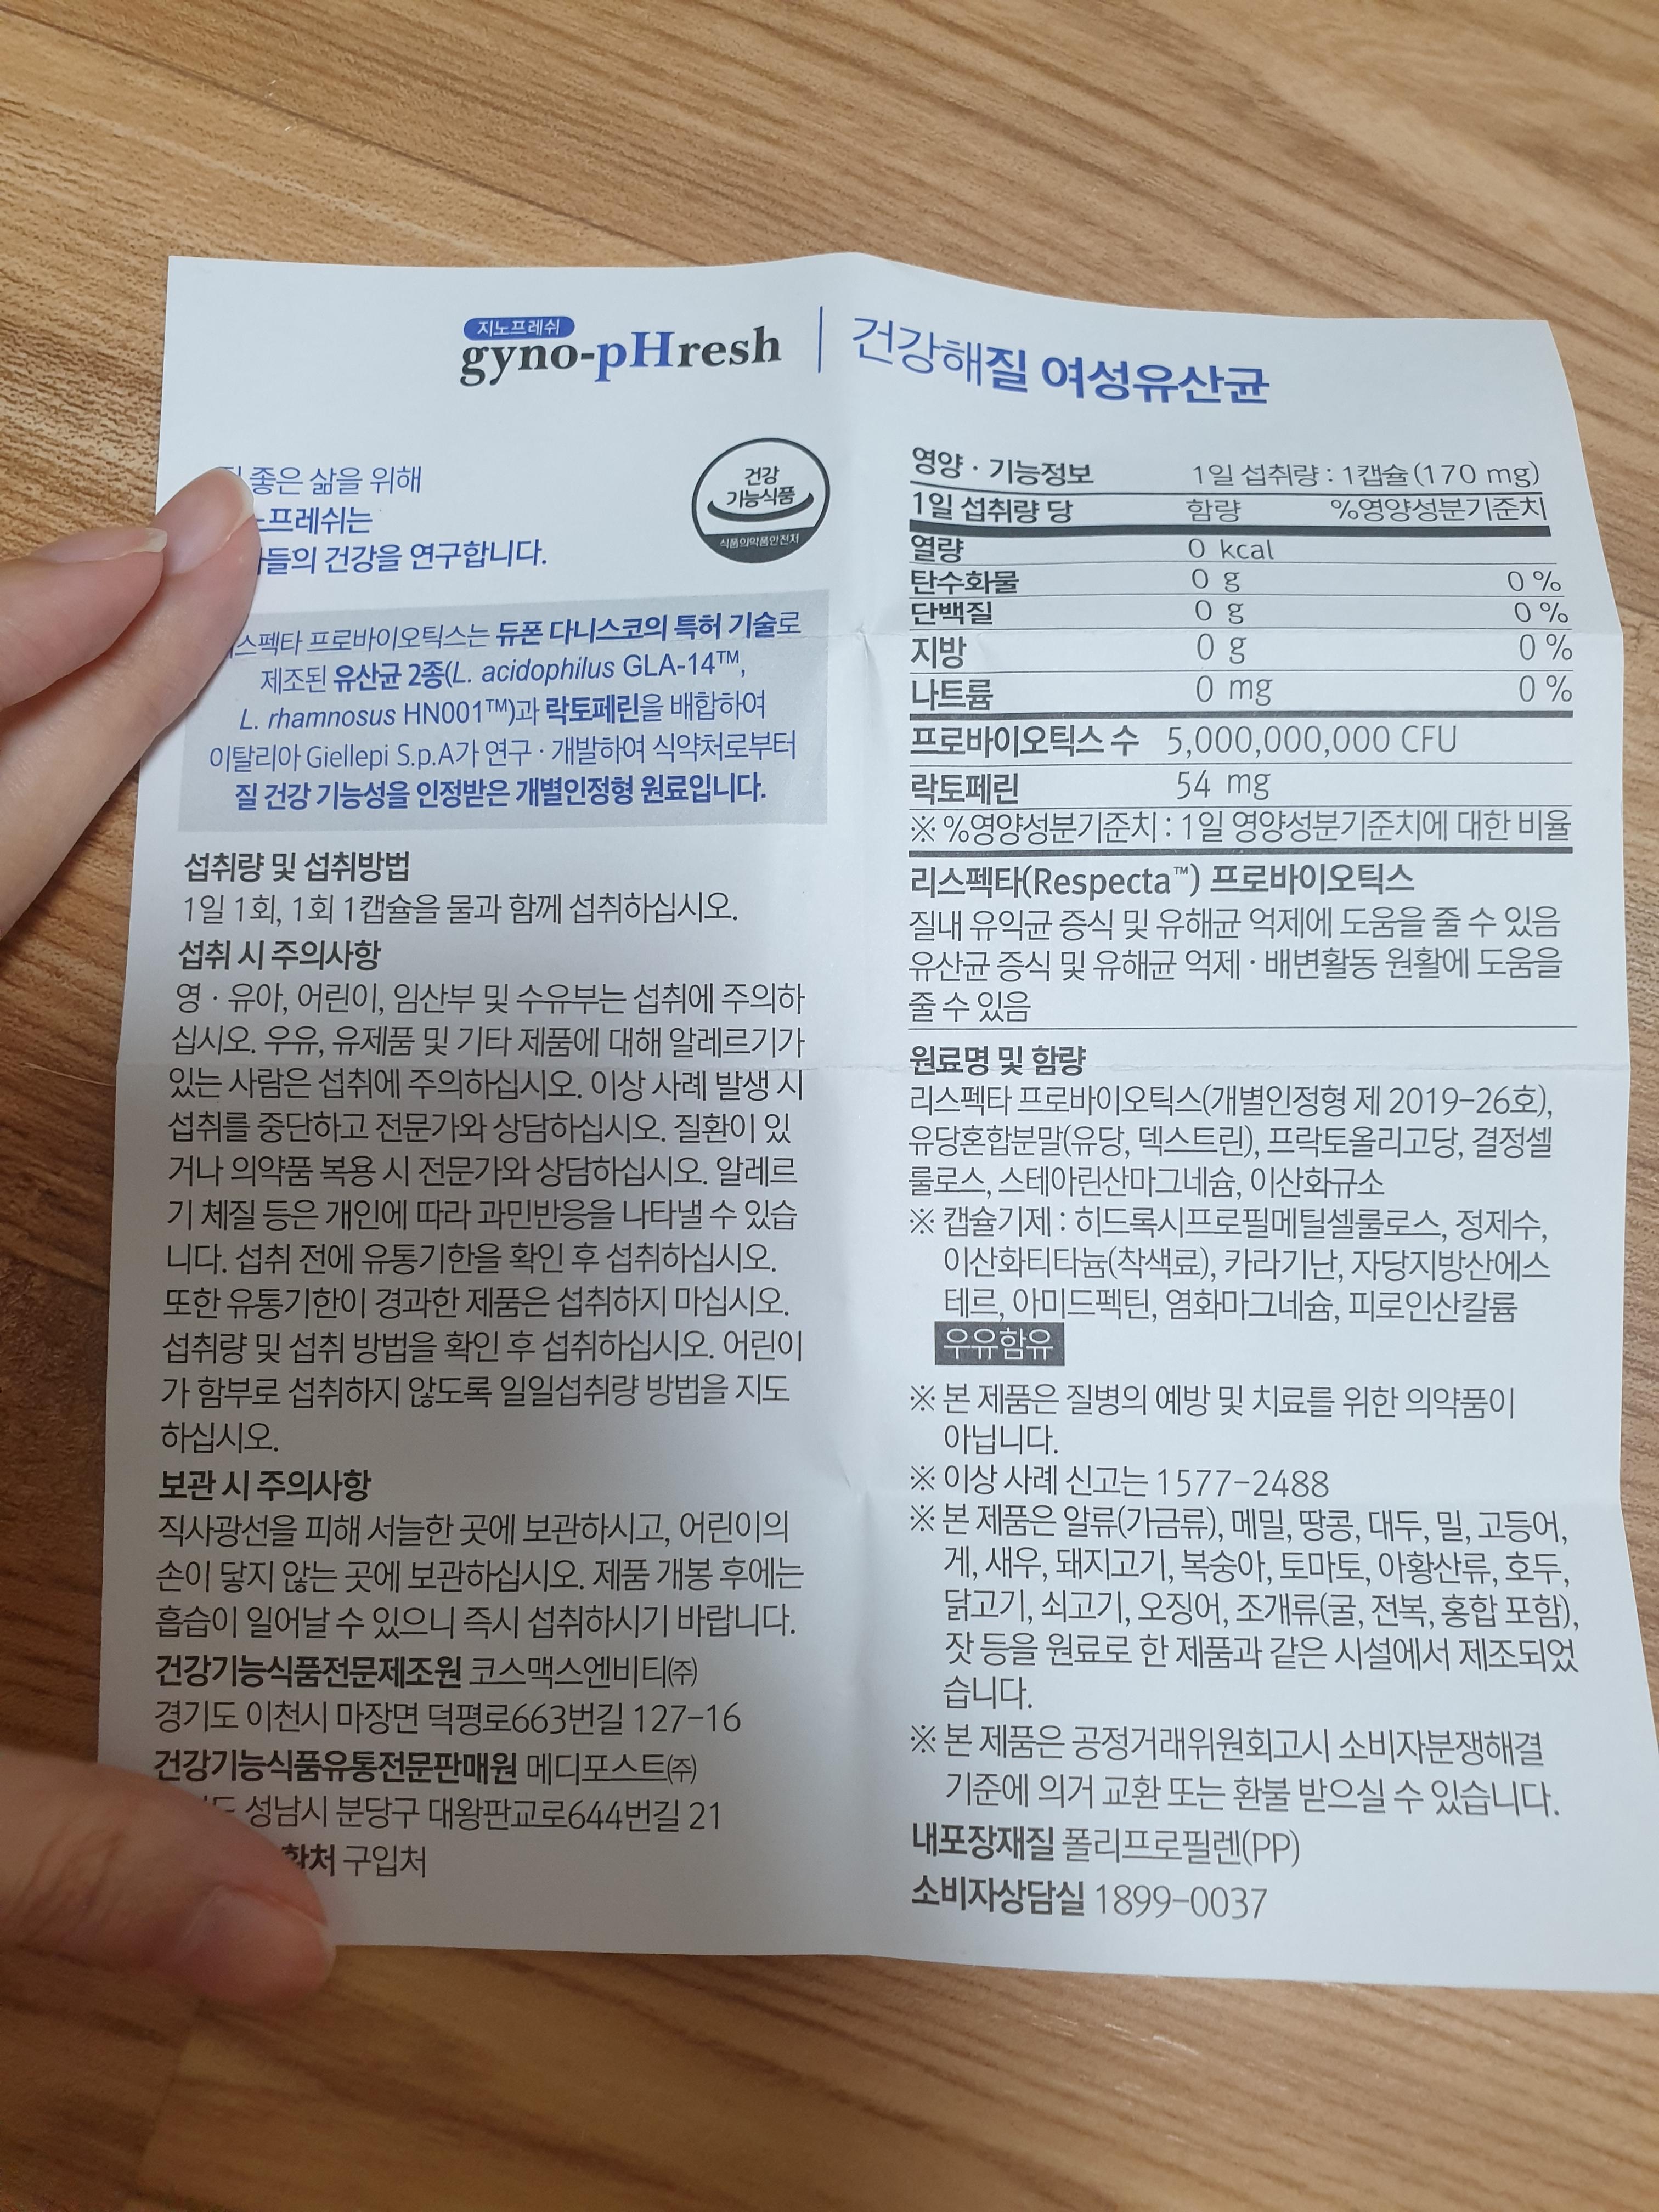 지노프레쉬
gyno-pHresh
건강해질 여성유산균
좋은 삶을 위해
노프레쉬는
들의 건강을 연구합니다.
건강
기능식품
식품의약품안전처
스펙타 프로바이오틱스는 듀폰 다니스코의 특허 기술로
제조된 유산균 2종(L. acidophilus GLA-14™,
L. rhamnosus HN001™)과 락토페린을 배합하여
이탈리아 Giellepi S.p.A가 연구 · 개발하여 식약처로부터
질 건강 기능성을 인정받은 개별인정형 원료입니다.
섭취량 및 섭취방법
1일 1회, 1회 1캡슐을 물과 함께 섭취하십시오.
섭취 시 주의사항
영 · 유아, 어린이, 임산부 및 수유부는 섭취에 주의하
십시오. 우유, 유제품 및 기타 제품에 대해 알레르기가
있는 사람은 섭취에 주의하십시오. 이상 사례 발생 시
섭취를 중단하고 전문가와 상담하십시오. 질환이 있
거나 의약품 복용 시 전문가와 상담하십시오. 알레르
기 체질 등은 개인에 따라 과민반응을 나타낼 수 있습
니다. 섭취 전에 유통기한을 확인 후 섭취하십시오.
또한 유통기한이 경과한 제품은 섭취하지 마십시오.
섭취량 및 섭취 방법을 확인 후 섭취하십시오. 어린이
가 함부로 섭취하지 않도록 일일섭취량 방법을 지도
하십시오.
보관 시 주의사항
직사광선을 피해 서늘한 곳에 보관하시고, 어린이의
손이 닿지 않는 곳에 보관하십시오. 제품 개봉 후에는
흡습이 일어날 수 있으니 즉시 섭취하시기 바랍니다.
건강기능식품전문제조원 코스맥스엔비티㈜
경기도 이천시 마장면 덕평로663번길 127-16
건강기능식품유통전문판매원 메디포스트㈜
성남시 분당구 대왕판교로644번길 21
환처 구입처
영양 · 기능정보 1일 섭취량 : 1캡슐(170 mg)
1일 섭취량 당 함량 %영양성분기준치
열량 0 kcal
탄수화물 0 g 0 %
단백질 0 g 0 %
지방 0 g 0 %
나트륨 0 mg 0 %
프로바이오틱스 수 5,000,000,000 CFU
락토페린 54 mg
※ %영양성분기준치 : 1일 영양성분기준치에 대한 비율
리스펙타(Respecta™) 프로바이오틱스
질내 유익균 증식 및 유해균 억제에 도움을 줄 수 있음
유산균 증식 및 유해균 억제 · 배변활동 원활에 도움을
줄 수 있음
원료명 및 함량
리스펙타 프로바이오틱스(개별인정형 제 2019-26호),
유당혼합분말(유당, 덱스트린), 프락토올리고당, 결정셀
룰로스, 스테아린산마그네슘, 이산화규소
※ 캡슐기제 : 히드록시프로필메틸셀룰로스, 정제수,
이산화티타늄(착색료), 카라기난, 자당지방산에스
테르, 아미드펙틴, 염화마그네슘, 피로인산칼륨
우유함유
※ 본 제품은 질병의 예방 및 치료를 위한 의약품이
아닙니다.
※ 이상 사례 신고는 1577-2488
※ 본 제품은 알류(가금류), 메밀, 땅콩, 대두, 밀, 고등어,
게, 새우, 돼지고기, 복숭아, 토마토, 아황산류, 호두,
닭고기, 쇠고기, 오징어, 조개류(굴, 전복, 홍합 포함),
잣 등을 원료로 한 제품과 같은 시설에서 제조되었
습니다.
※ 본 제품은 공정거래위원회고시 소비자분쟁해결
기준에 의거 교환 또는 환불 받으실 수 있습니다.
내포장재질 폴리프로필렌(PP)
소비자상담실 1899-0037